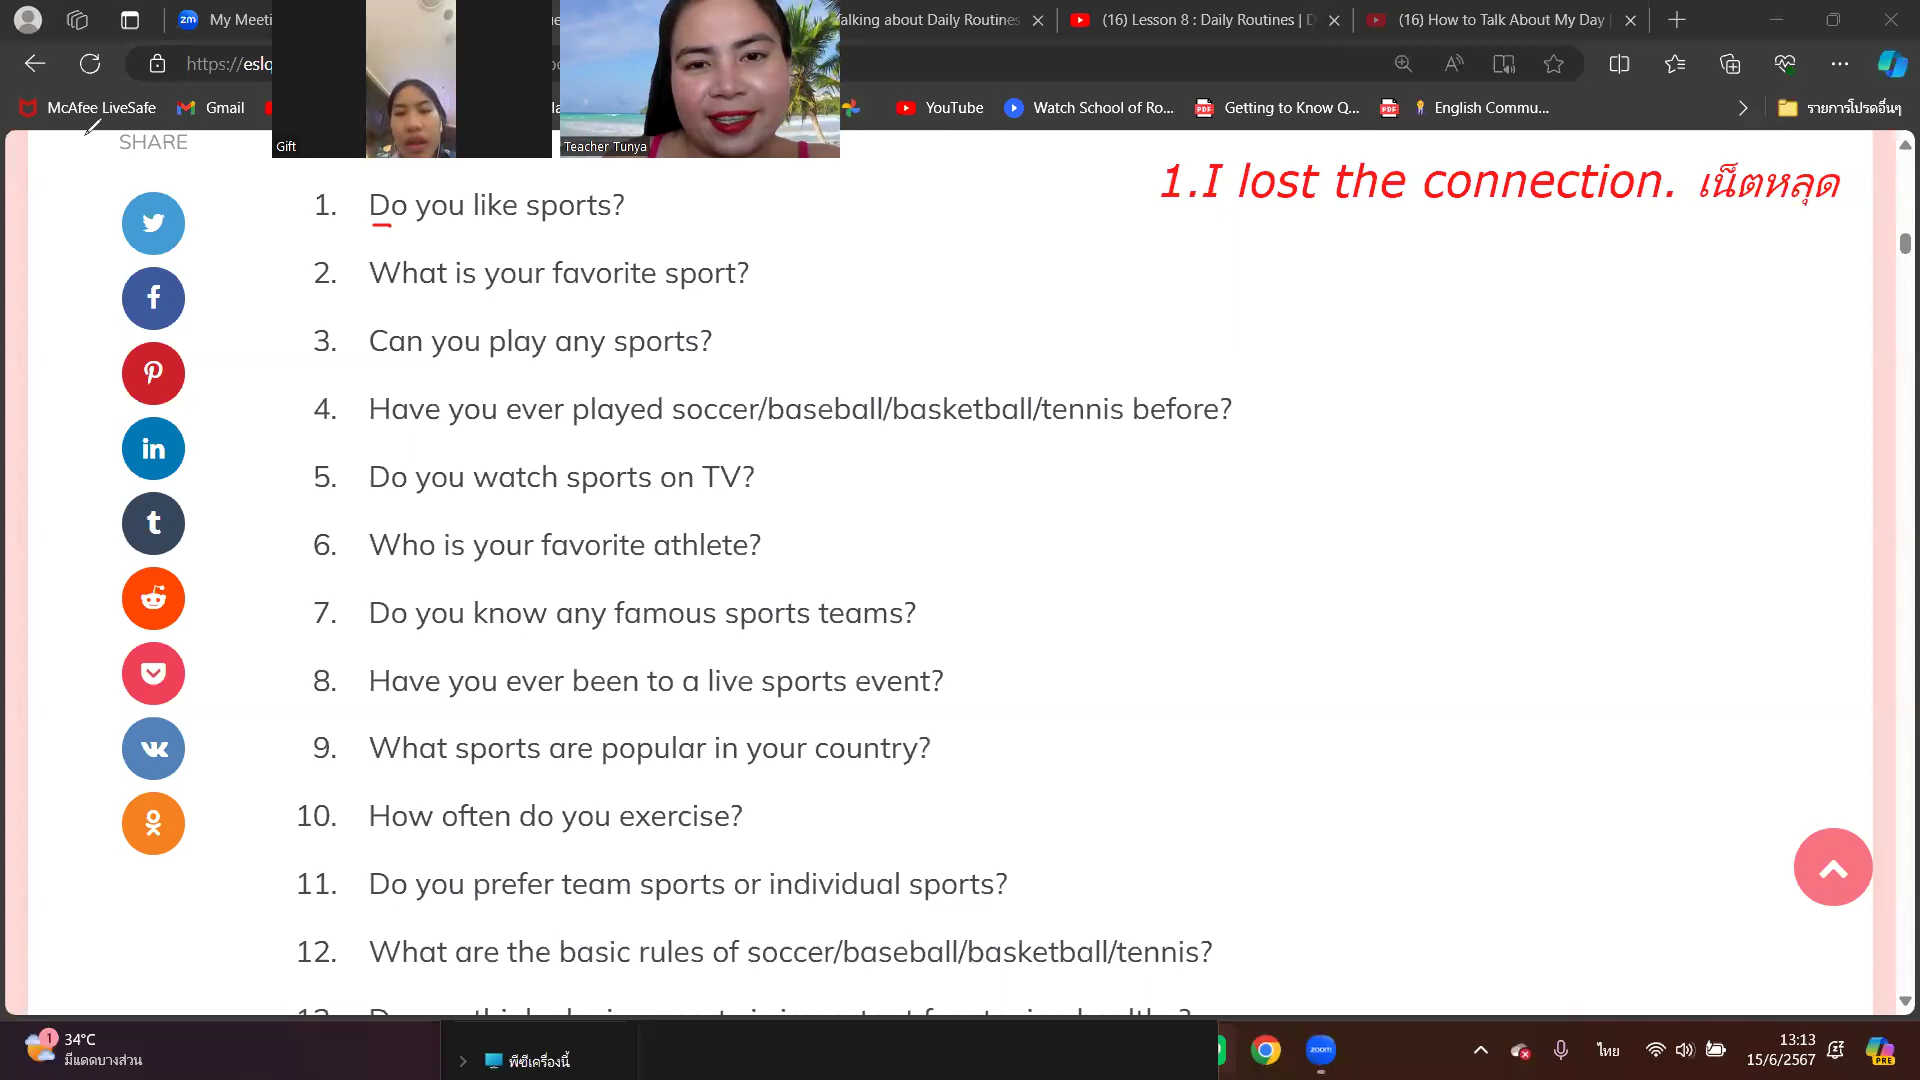 My Meeti
alking about Daily Routines
(16) Lesson 8 : Daily Routines | D
(16) How to Talk About My Day |
https://eslq
McAfee LiveSafe
Gmail
YouTube
Watch School of Ro...
Getting to Know Q...
English Commu...
รายการโปรดอื่นๆ
Gift
Teacher Tunya
SHARE
1.I lost the connection. เน็ตหลุด
1. Do you like sports?
2. What is your favorite sport?
3. Can you play any sports?
4. Have you ever played soccer/baseball/basketball/tennis before?
5. Do you watch sports on TV?
6. Who is your favorite athlete?
7. Do you know any famous sports teams?
8. Have you ever been to a live sports event?
9. What sports are popular in your country?
10. How often do you exercise?
11. Do you prefer team sports or individual sports?
12. What are the basic rules of soccer/baseball/basketball/tennis?
1
34°C
มีแดดบางส่วน
พีซีเครื่องนี้
zoom
ไทย
13:13
15/6/2567
PRE